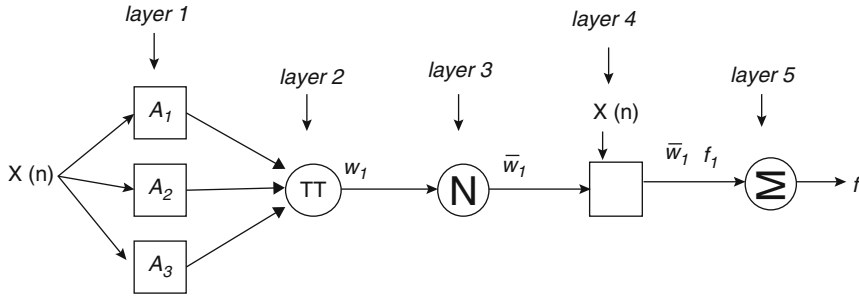 layer 1
layer 2
layer 3
layer 4
layer 5
X (n)
A₁
A₂
A₃
TT
w₁
N
w̅₁
X (n)
w̅₁ f₁
Σ
f